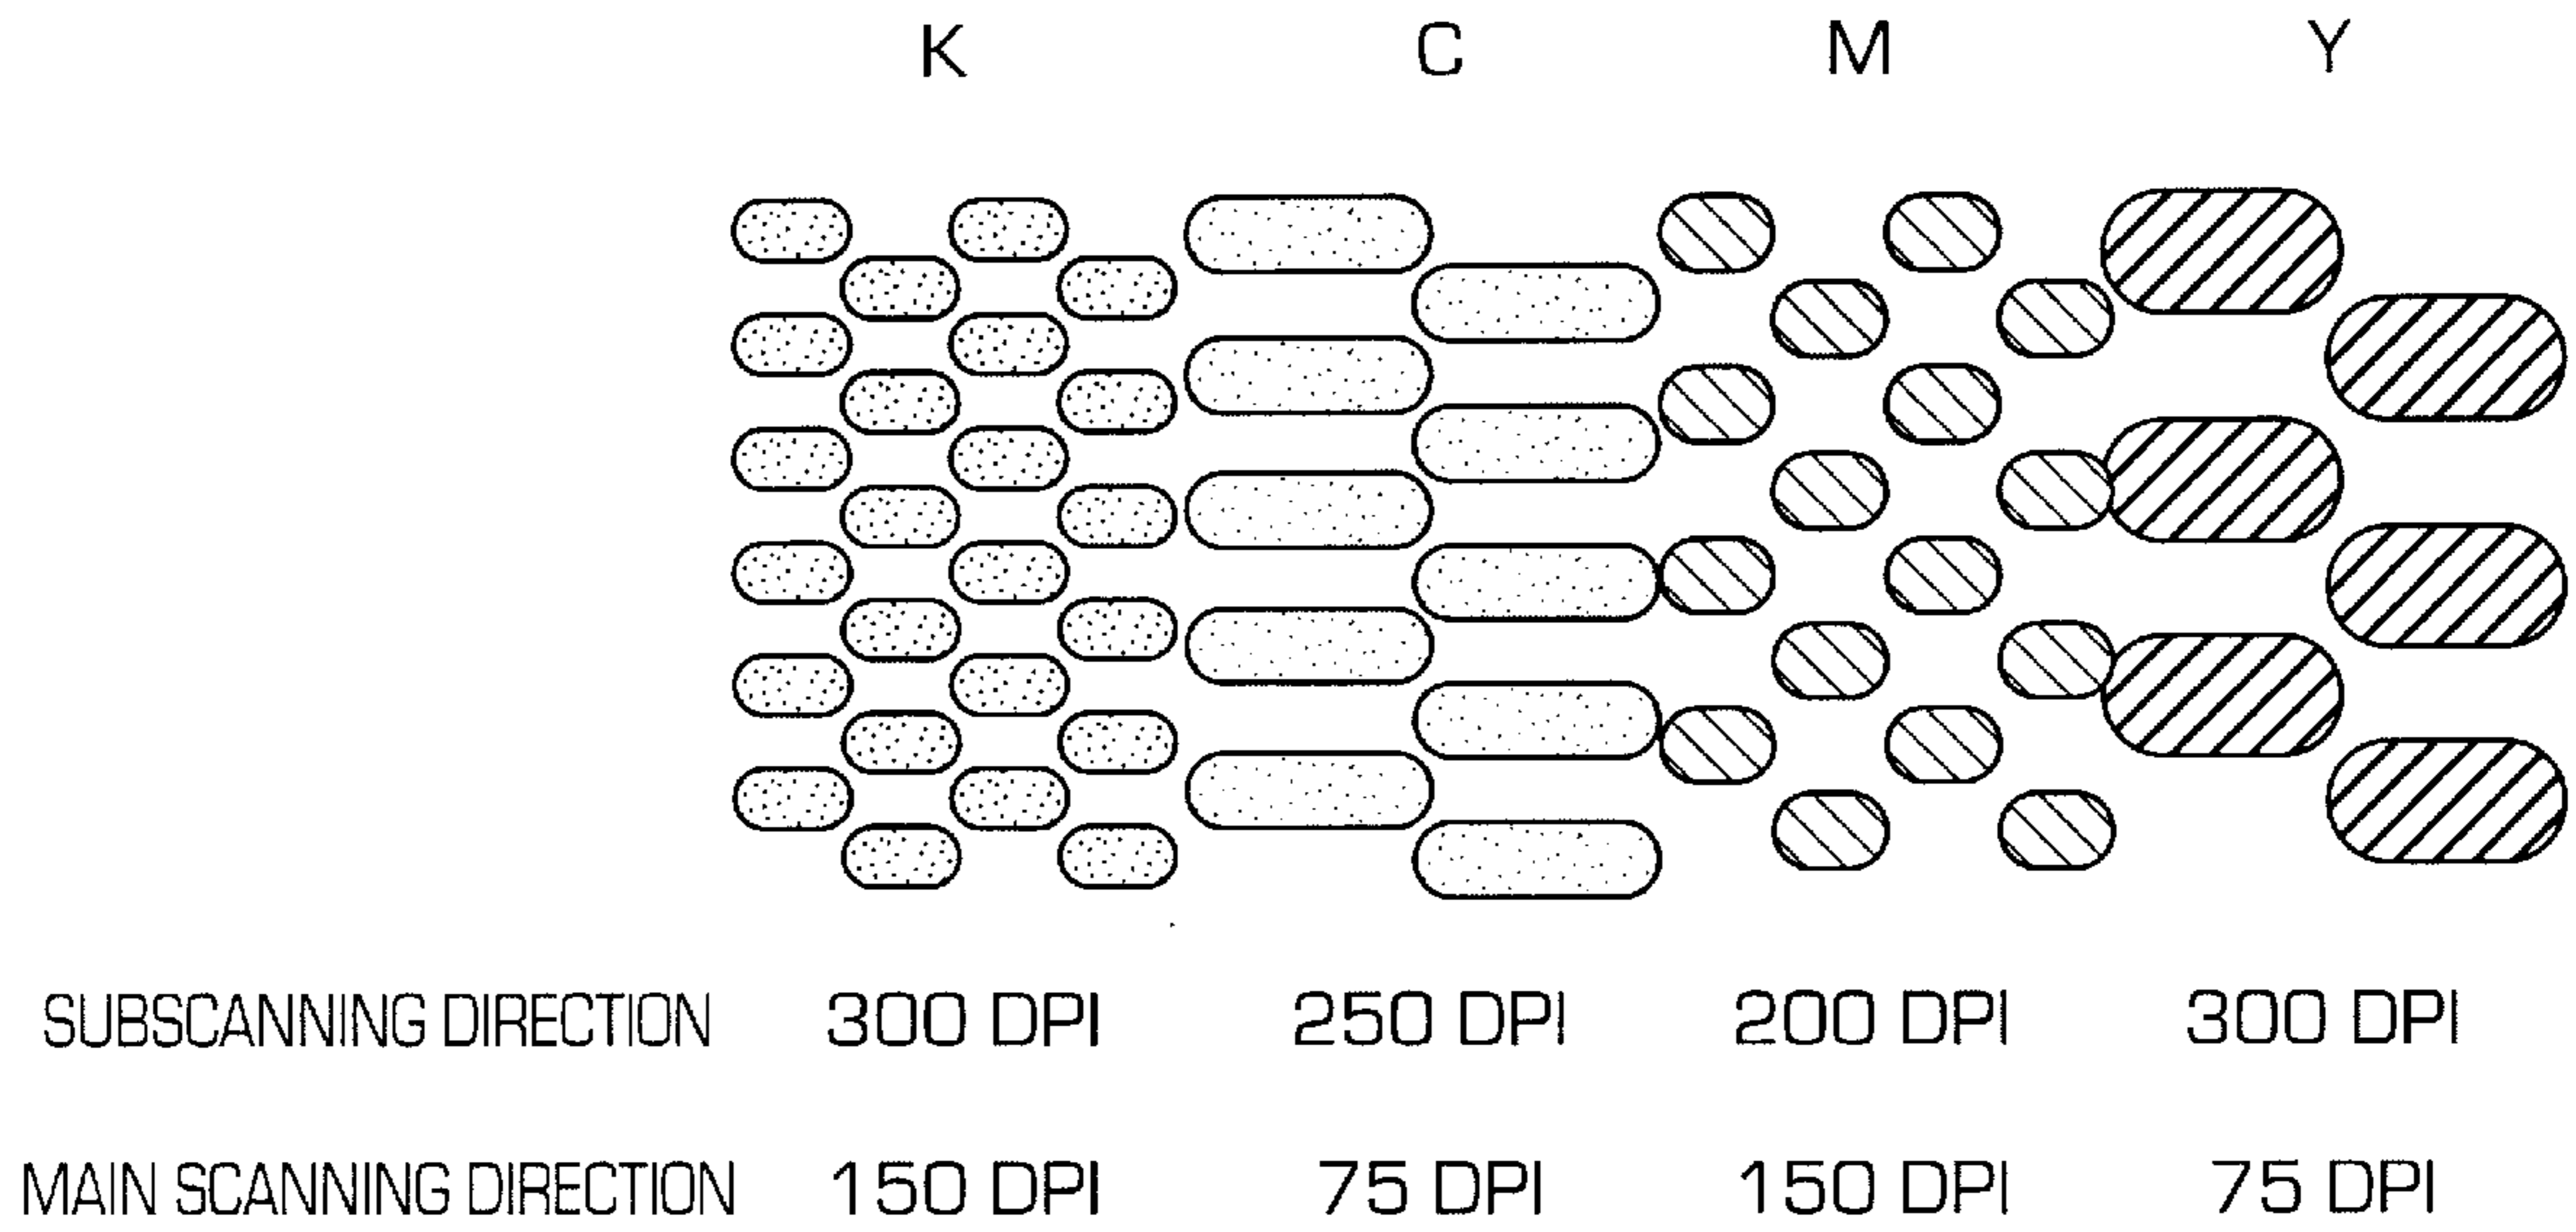 K C M Y
SUBSCANNING DIRECTION 300 DPI 250 DPI 200 DPI 300 DPI
MAIN SCANNING DIRECTION 150 DPI 75 DPI 150 DPI 75 DPI